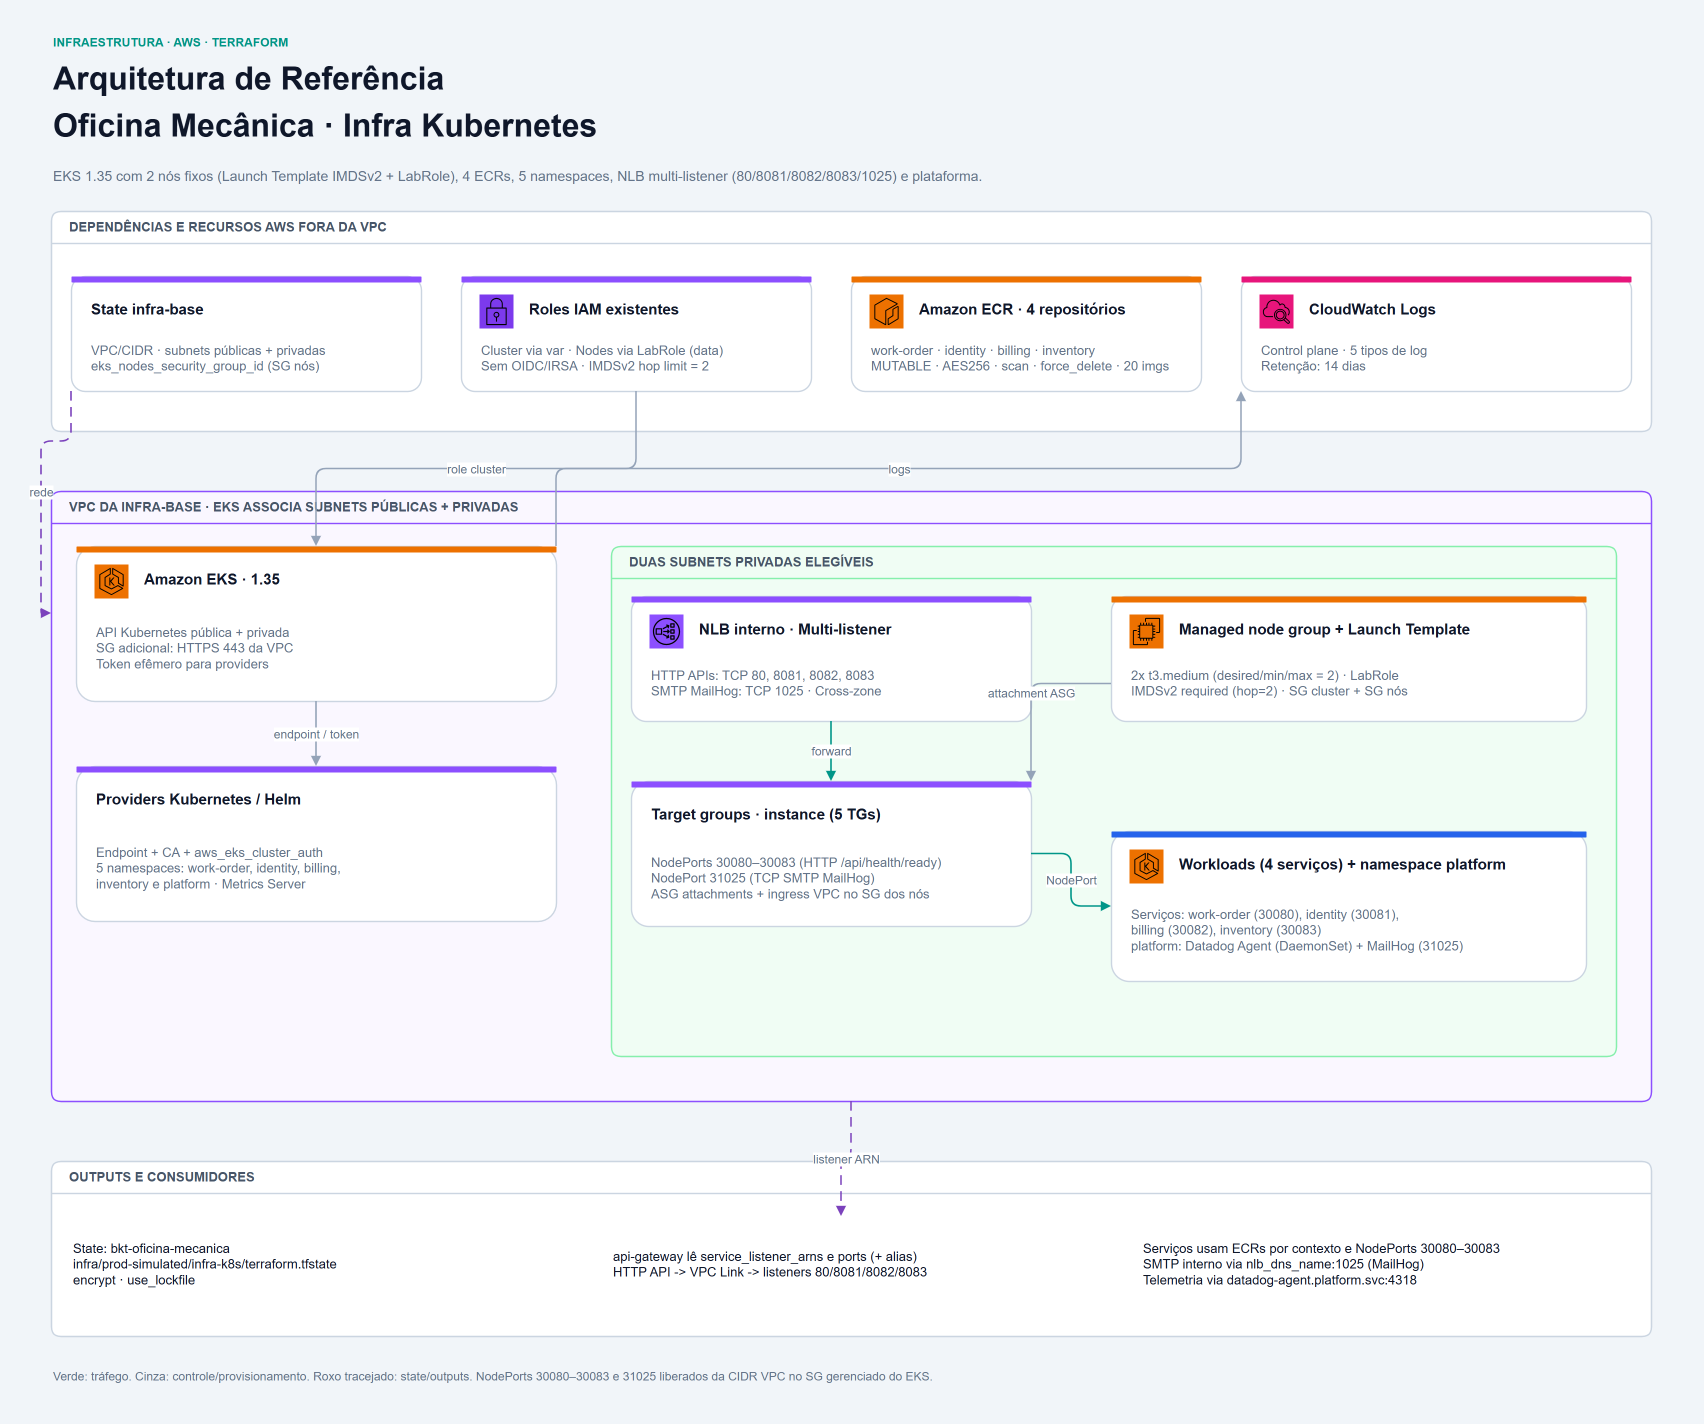 INFRAESTRUTURA · AWS · TERRAFORM
Arquitetura de Referência
Oficina Mecânica · Infra Kubernetes
EKS 1.35 com 2 nós fixos (Launch Template IMDSv2 + LabRole), 4 ECRs, 5 namespaces, NLB multi-listener (80/8081/8082/8083/1025) e plataforma.
DEPENDÊNCIAS E RECURSOS AWS FORA DA VPC
State infra-base
VPC/CIDR · subnets públicas + privadas
eks_nodes_security_group_id (SG nós)
Roles IAM existentes
Cluster via var · Nodes via LabRole (data)
Sem OIDC/IRSA · IMDSv2 hop limit = 2
Amazon ECR · 4 repositórios
work-order · identity · billing · inventory
MUTABLE · AES256 · scan · force_delete · 20 imgs
CloudWatch Logs
Control plane · 5 tipos de log
Retenção: 14 dias
role cluster
logs
rede
VPC DA INFRA-BASE · EKS ASSOCIA SUBNETS PÚBLICAS + PRIVADAS
Amazon EKS · 1.35
API Kubernetes pública + privada
SG adicional: HTTPS 443 da VPC
Token efêmero para providers
endpoint / token
Providers Kubernetes / Helm
Endpoint + CA + aws_eks_cluster_auth
5 namespaces: work-order, identity, billing,
inventory e platform · Metrics Server
DUAS SUBNETS PRIVADAS ELEGÍVEIS
NLB interno · Multi-listener
HTTP APIs: TCP 80, 8081, 8082, 8083
SMTP MailHog: TCP 1025 · Cross-zone
attachment ASG
Managed node group + Launch Template
2x t3.medium (desired/min/max = 2) · LabRole
IMDSv2 required (hop=2) · SG cluster + SG nós
forward
Target groups · instance (5 TGs)
NodePorts 30080–30083 (HTTP /api/health/ready)
NodePort 31025 (TCP SMTP MailHog)
ASG attachments + ingress VPC no SG dos nós
NodePort
Workloads (4 serviços) + namespace platform
Serviços: work-order (30080), identity (30081),
billing (30082), inventory (30083)
platform: Datadog Agent (DaemonSet) + MailHog (31025)
listener ARN
OUTPUTS E CONSUMIDORES
State: bkt-oficina-mecanica
infra/prod-simulated/infra-k8s/terraform.tfstate
encrypt · use_lockfile
api-gateway lê service_listener_arns e ports (+ alias)
HTTP API -> VPC Link -> listeners 80/8081/8082/8083
Serviços usam ECRs por contexto e NodePorts 30080–30083
SMTP interno via nlb_dns_name:1025 (MailHog)
Telemetria via datadog-agent.platform.svc:4318
Verde: tráfego. Cinza: controle/provisionamento. Roxo tracejado: state/outputs. NodePorts 30080–30083 e 31025 liberados da CIDR VPC no SG gerenciado do EKS.